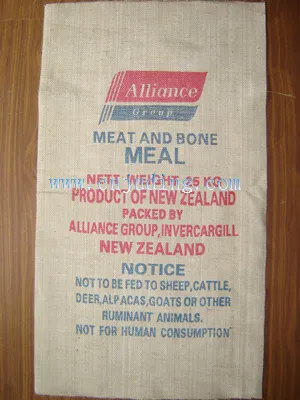 Alliance
Group
MEAT AND BONE
MEAL
NETT WEIGHT 25 KG
PRODUCT OF NEW ZEALAND
PACKED BY
ALLIANCE GROUP,INVERCARGILL
NEW ZEALAND
NOTICE
NOT TO BE FED TO SHEEP,CATTLE,
DEER,ALPACAS,GOATS OR OTHER
RUMINANT ANIMALS.
NOT FOR HUMAN CONSUMPTION